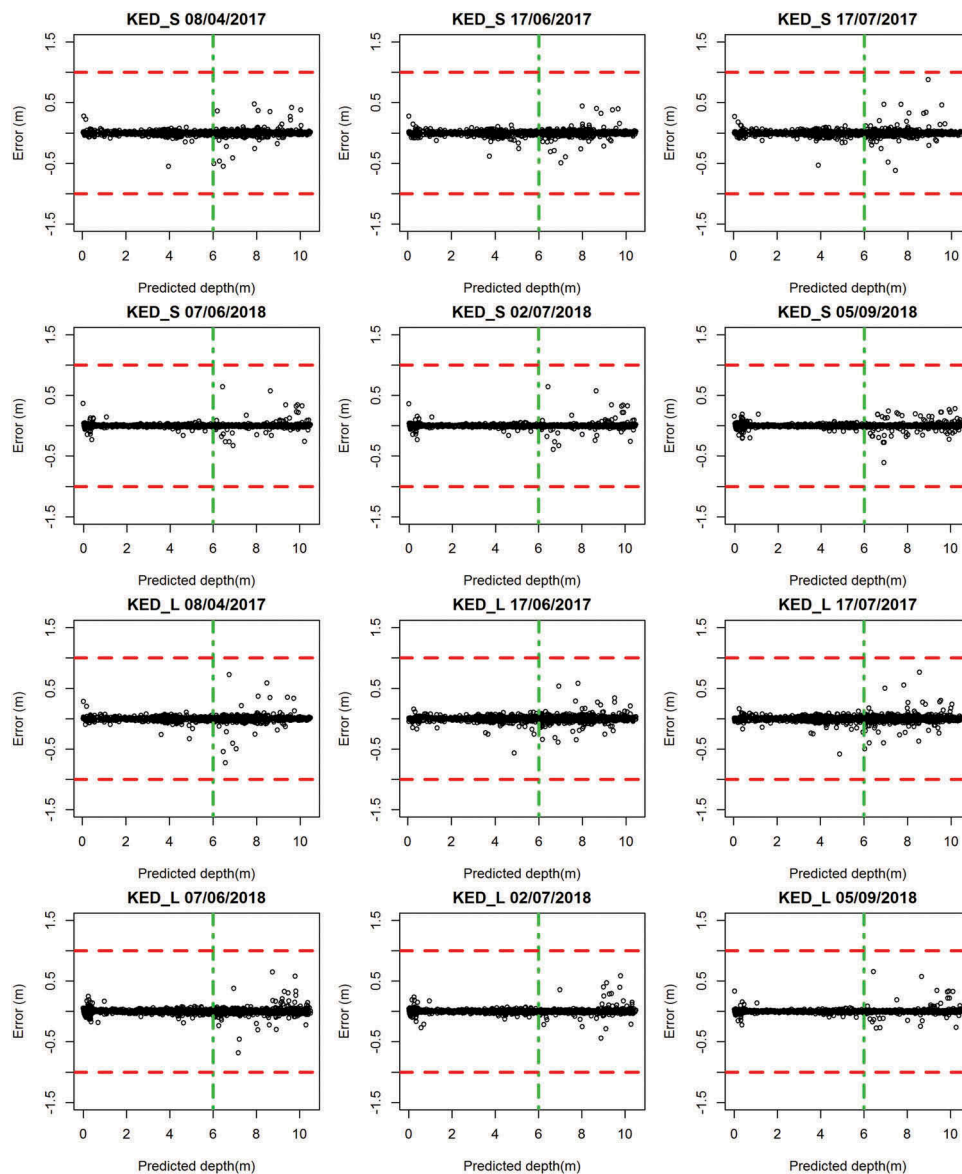 KED_S 08/04/2017 KED_S 17/06/2017 KED_S 17/07/2017
1.5 1.5 1.5
0.5 0.5 0.5
Error (m) Error (m) Error (m)
-0.5 -0.5 -0.5
-1.5 -1.5 -1.5
0 2 4 6 8 10 0 2 4 6 8 10 0 2 4 6 8 10
Predicted depth(m) Predicted depth(m) Predicted depth(m)
KED_S 07/06/2018 KED_S 02/07/2018 KED_S 05/09/2018
1.5 1.5 1.5
0.5 0.5 0.5
Error (m) Error (m) Error (m)
-0.5 -0.5 -0.5
-1.5 -1.5 -1.5
0 2 4 6 8 10 0 2 4 6 8 10 0 2 4 6 8 10
Predicted depth(m) Predicted depth(m) Predicted depth(m)
KED_L 08/04/2017 KED_L 17/06/2017 KED_L 17/07/2017
1.5 1.5 1.5
0.5 0.5 0.5
Error (m) Error (m) Error (m)
-0.5 -0.5 -0.5
-1.5 -1.5 -1.5
0 2 4 6 8 10 0 2 4 6 8 10 0 2 4 6 8 10
Predicted depth(m) Predicted depth(m) Predicted depth(m)
KED_L 07/06/2018 KED_L 02/07/2018 KED_L 05/09/2018
1.5 1.5 1.5
0.5 0.5 0.5
Error (m) Error (m) Error (m)
-0.5 -0.5 -0.5
-1.5 -1.5 -1.5
0 2 4 6 8 10 0 2 4 6 8 10 0 2 4 6 8 10
Predicted depth(m) Predicted depth(m) Predicted depth(m)